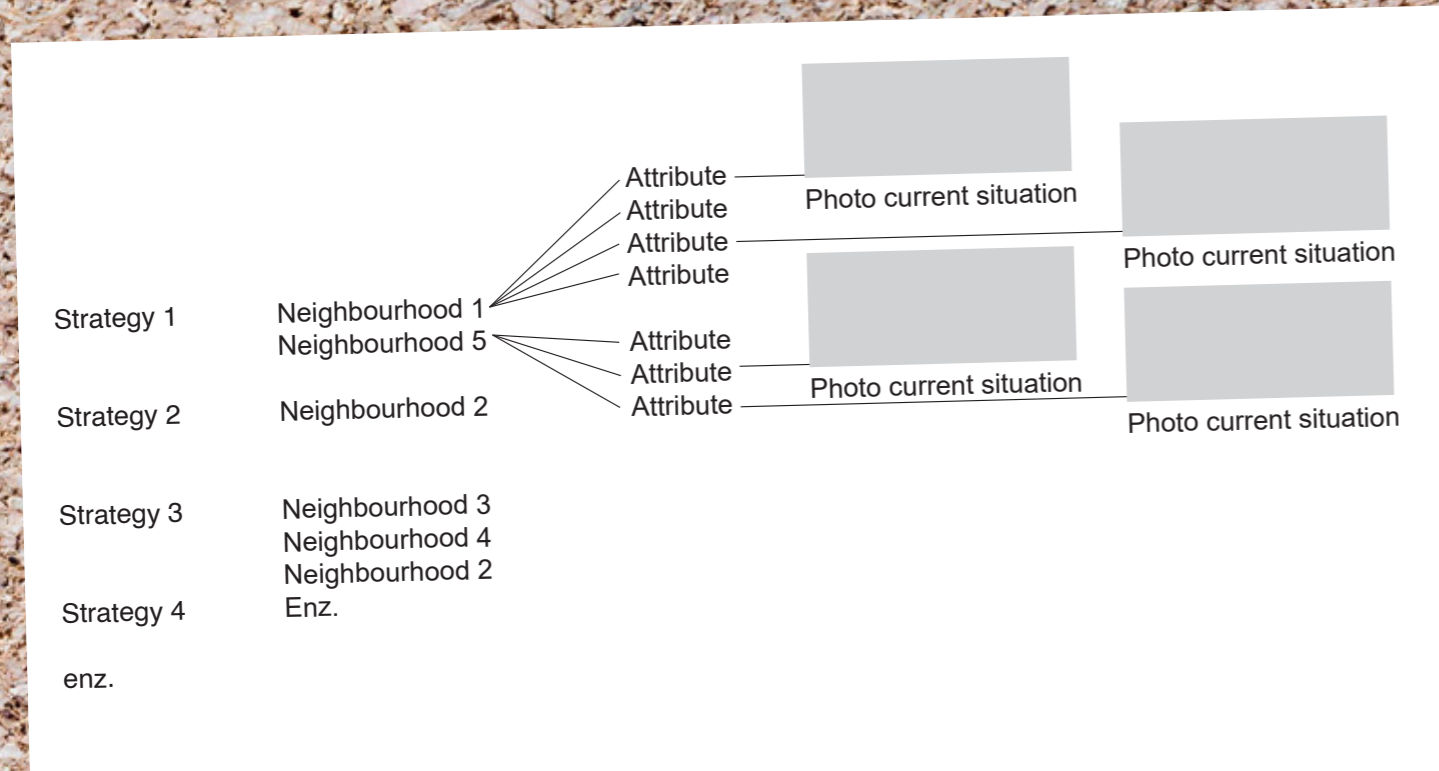 Attribute
Photo current situation
Attribute
Attribute
Photo current situation
Attribute
Strategy 1
Neighbourhood 1
Neighbourhood 5
Attribute
Attribute
Photo current situation
Attribute
Photo current situation
Strategy 2
Neighbourhood 2
Strategy 3
Neighbourhood 3
Neighbourhood 4
Neighbourhood 2
Strategy 4
Enz.
enz.